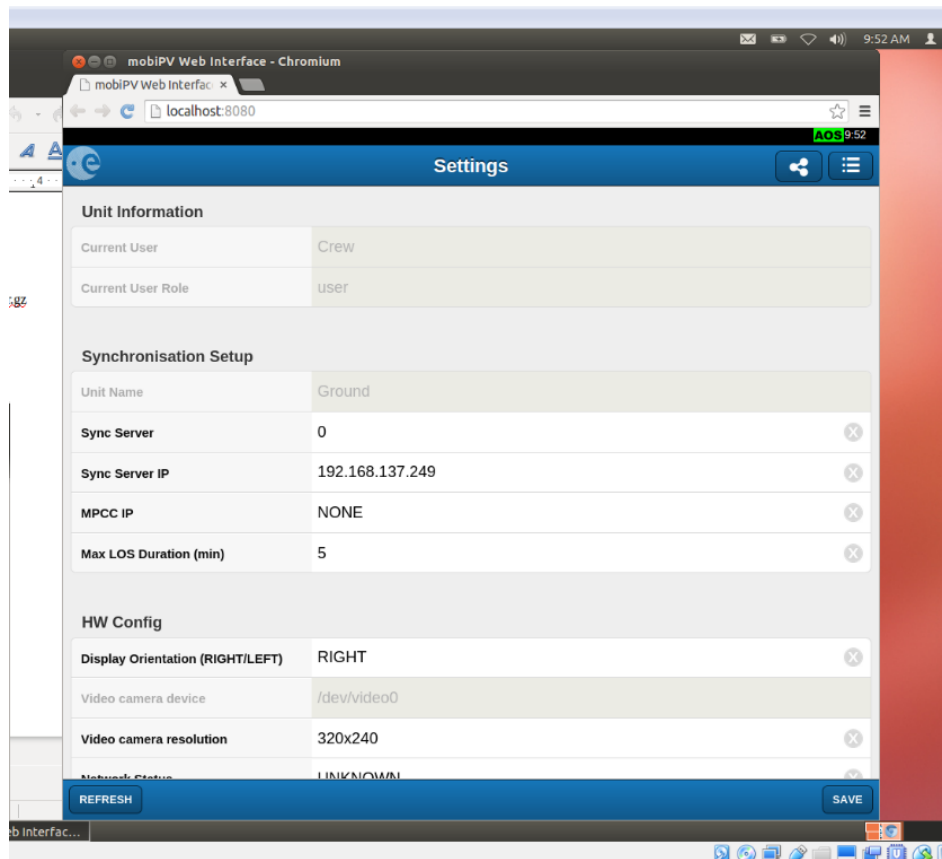 9:52 AM
mobiPV Web Interface - Chromium
mobiPV Web Interfac
localhost:8080
AOS 9:52
Settings
4
Unit Information
Current User Crew
Current User Role user
.gz
Synchronisation Setup
Unit Name Ground
Sync Server 0
Sync Server IP 192.168.137.249
MPCC IP NONE
Max LOS Duration (min) 5
HW Config
Display Orientation (RIGHT/LEFT) RIGHT
Video camera device /dev/video0
Video camera resolution 320x240
Network Status UNKNOWN
REFRESH SAVE
eb Interfac...